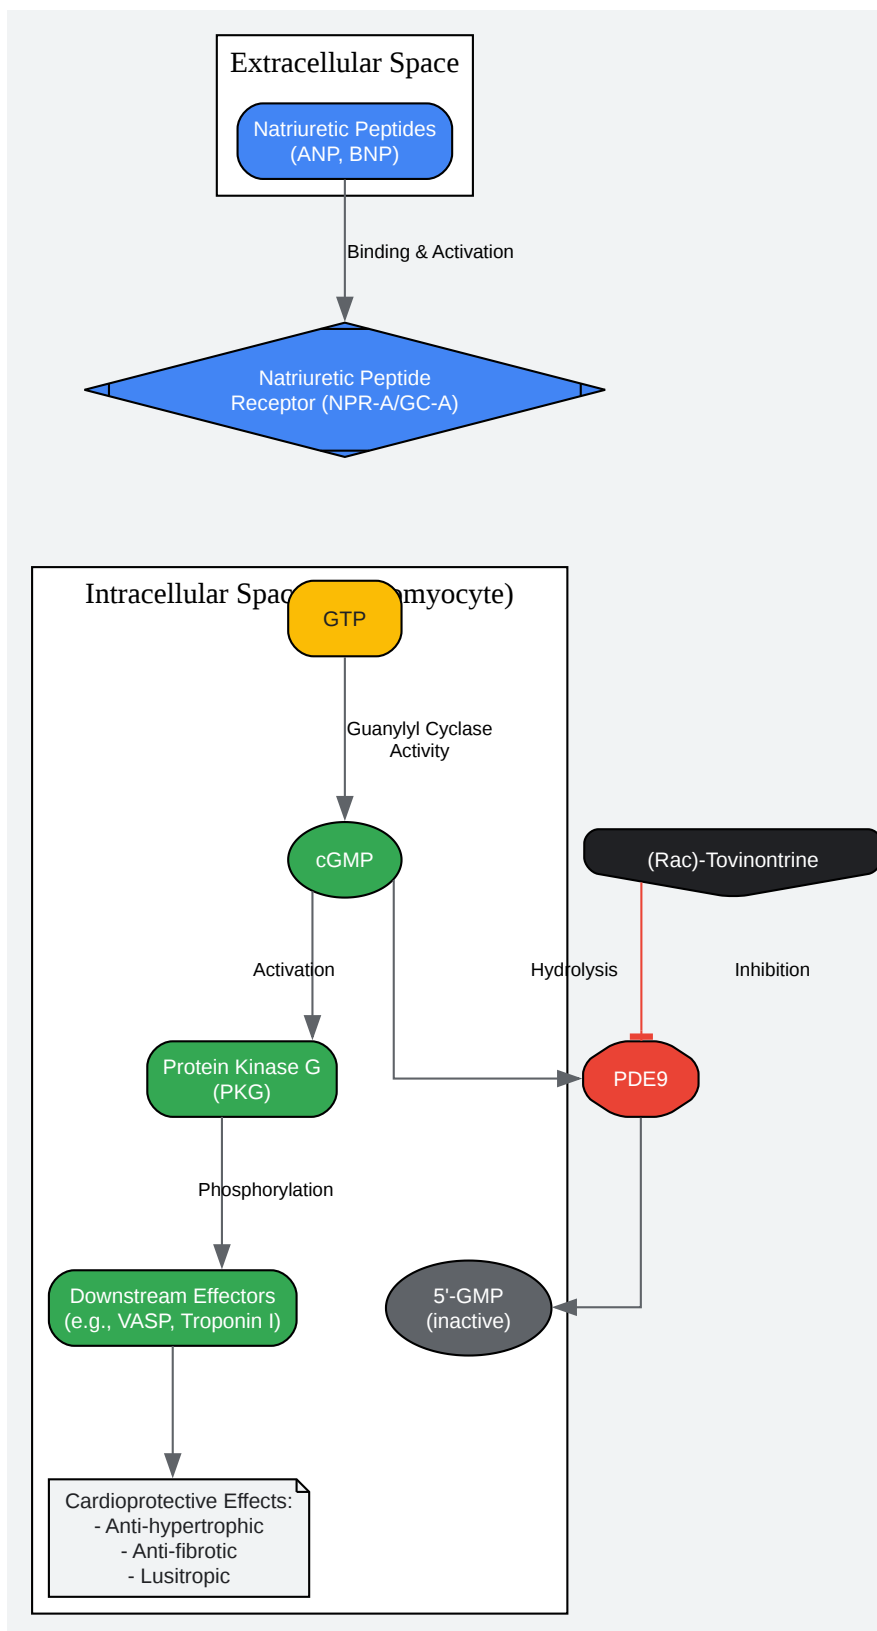 Extracellular Space
Natriuretic Peptides
(ANP, BNP)
Binding & Activation
Natriuretic Peptide
Receptor (NPR-A/GC-A)
Intracellular
GTP
Guanylyl Cyclase
Activity
cGMP
(Rac)-Tovinontrine
Activation
Hydrolysis
Inhibition
Protein Kinase G
(PKG)
PDE9
Phosphorylation
Downstream Effectors
(e.g., VASP, Troponin I)
5'-GMP
(inactive)
Cardioprotective Effects:
- Anti-hypertrophic
- Anti-fibrotic
- Lusitropic